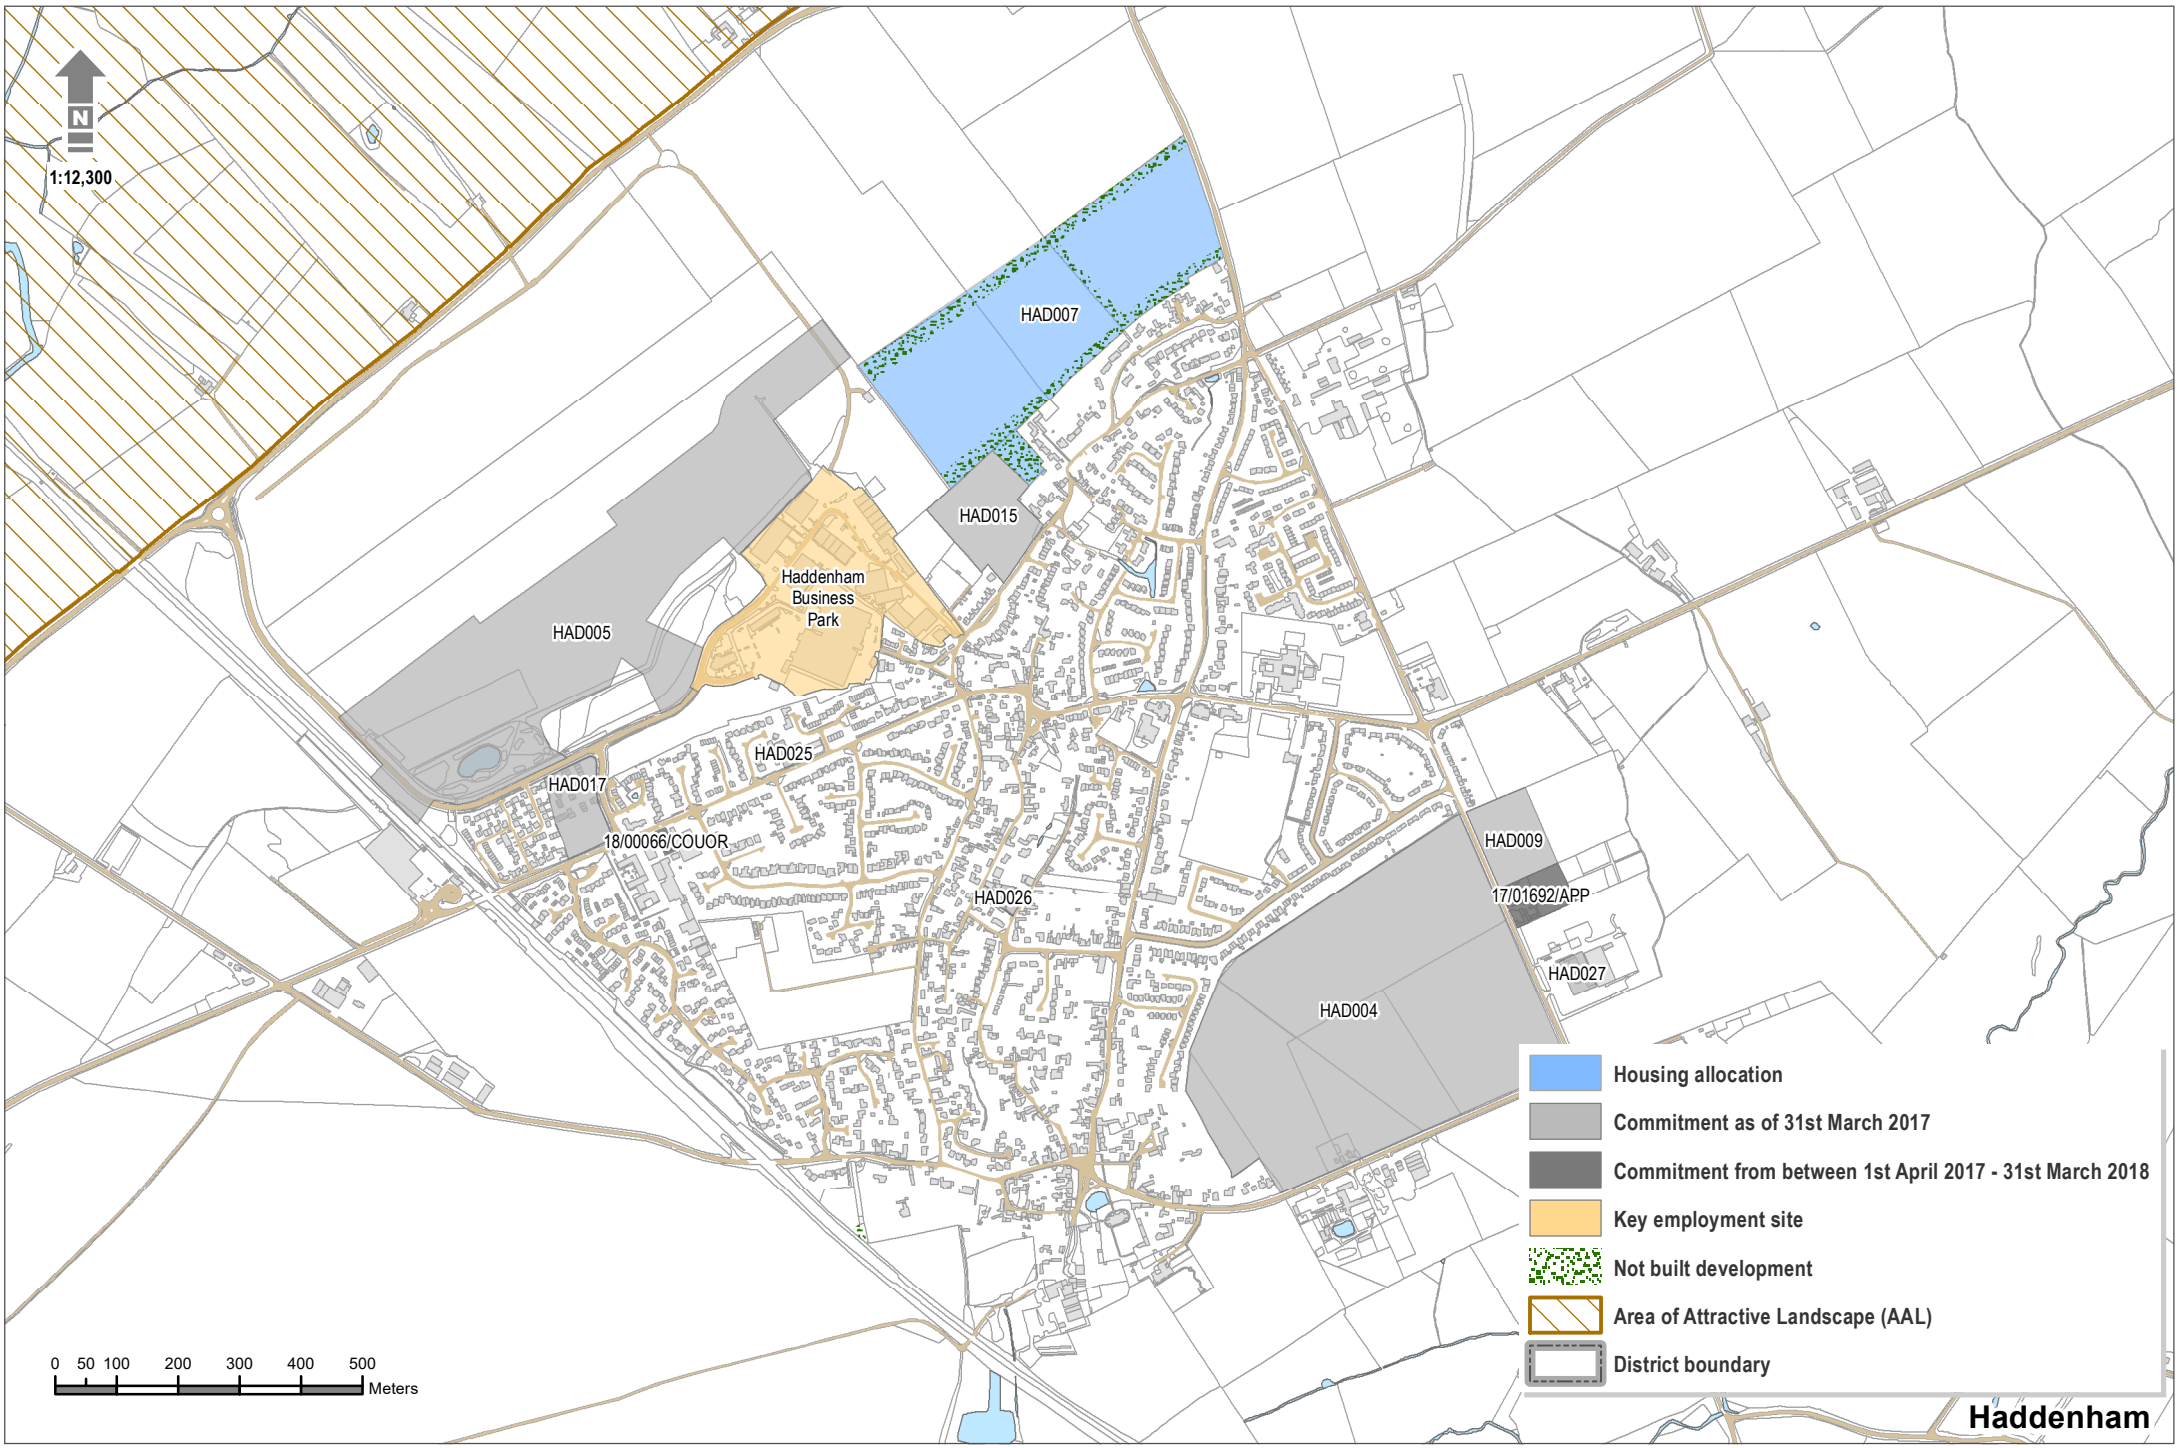 N
1:12,300
HAD007
HAD015
Haddenham
Business
Park
HAD005
HAD025
HAD017
18/00066/COUOR
HAD009
17/01692/APP
HAD026
HAD027
HAD004
Housing allocation
Commitment as of 31st March 2017
Commitment from between 1st April 2017 - 31st March 2018
Key employment site
Not built development
Area of Attractive Landscape (AAL)
District boundary
0 50 100 200 300 400 500
Meters
Haddenham